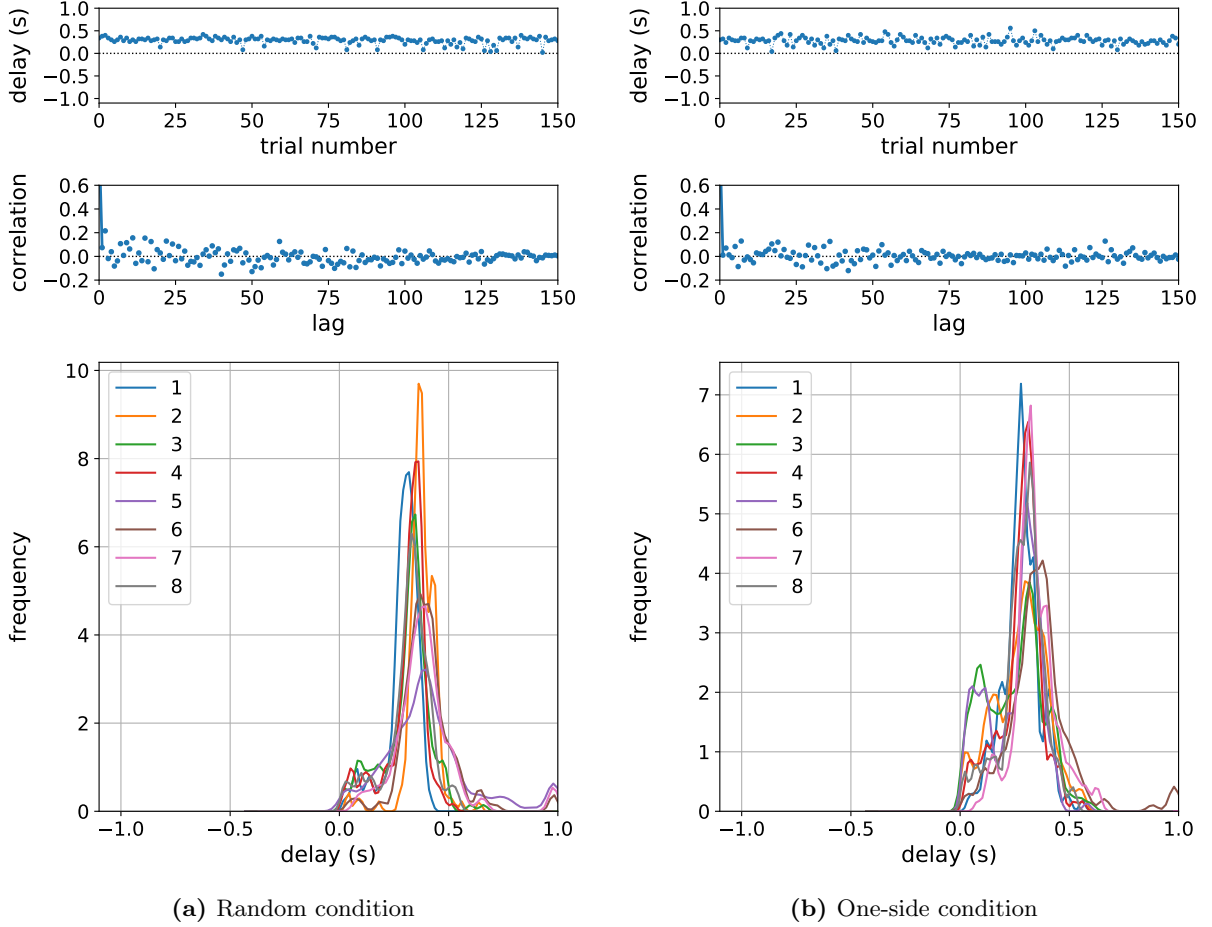 delay (s)
1.0
0.5
0.0
−0.5
−1.0
0 25 50 75 100 125 150
trial number
correlation
0.6
0.4
0.2
0.0
−0.2
0 25 50 75 100 125 150
lag
frequency
10
8
6
4
2
0
1
2
3
4
5
6
7
8
−1.0 −0.5 0.0 0.5 1.0
delay (s)
(a) Random condition
delay (s)
1.0
0.5
0.0
−0.5
−1.0
0 25 50 75 100 125 150
trial number
correlation
0.6
0.4
0.2
0.0
−0.2
0 25 50 75 100 125 150
lag
frequency
7
6
5
4
3
2
1
0
1
2
3
4
5
6
7
8
−1.0 −0.5 0.0 0.5 1.0
delay (s)
(b) One-side condition